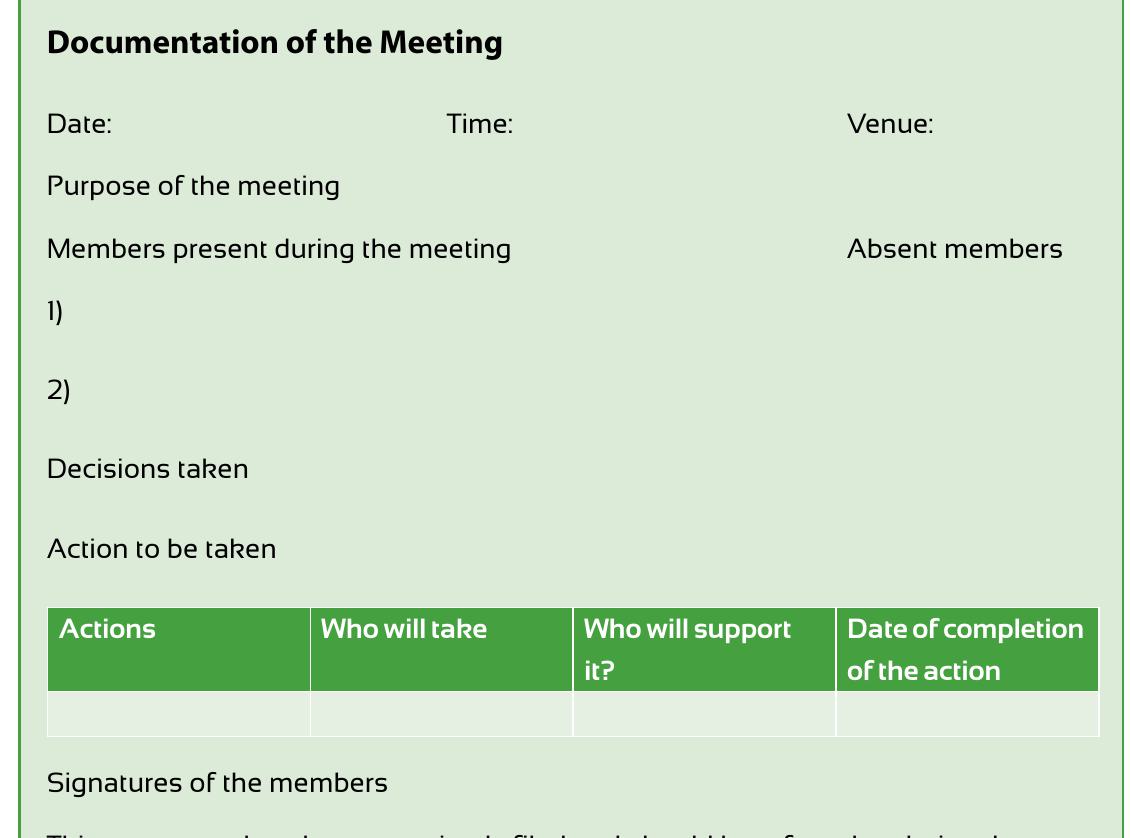 Documentation of the Meeting
Date: Time: Venue:
Purpose of the meeting
Members present during the meeting Absent members
1)
2)
Decisions taken
Action to be taken
Actions Who will take Who will support it? Date of completion of the action
Signatures of the members